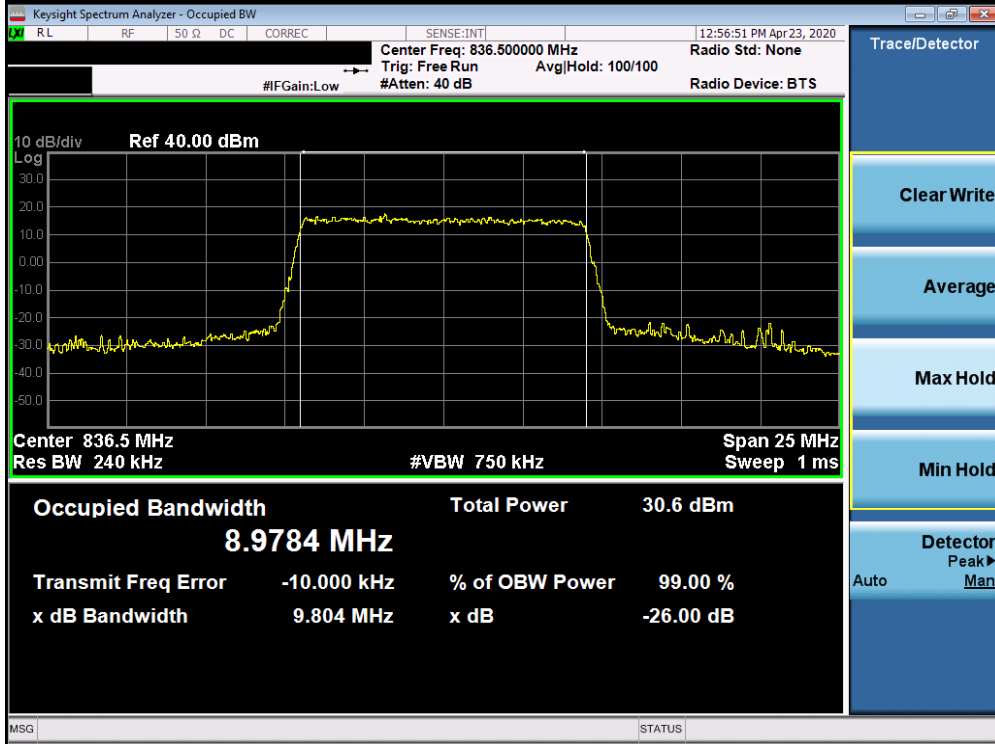 Keysight Spectrum Analyzer - Occupied BW
LXI RL RF 50 Ω DC CORREC SENSE:INT 12:56:51 PM Apr 23, 2020
Center Freq: 836.500000 MHz Radio Std: None
Trig: Free Run Avg|Hold: 100/100
#IFGain:Low #Atten: 40 dB Radio Device: BTS
10 dB/div Ref 40.00 dBm
Log
30.0
20.0
10.0
0.00
-10.0
-20.0
-30.0
-40.0
-50.0
Center 836.5 MHz Span 25 MHz
Res BW 240 kHz #VBW 750 kHz Sweep 1 ms
Occupied Bandwidth Total Power 30.6 dBm
8.9784 MHz
Transmit Freq Error -10.000 kHz % of OBW Power 99.00 %
x dB Bandwidth 9.804 MHz x dB -26.00 dB
MSG STATUS
Trace/Detector
Clear Write
Average
Max Hold
Min Hold
Detector
Peak▶
Auto Man